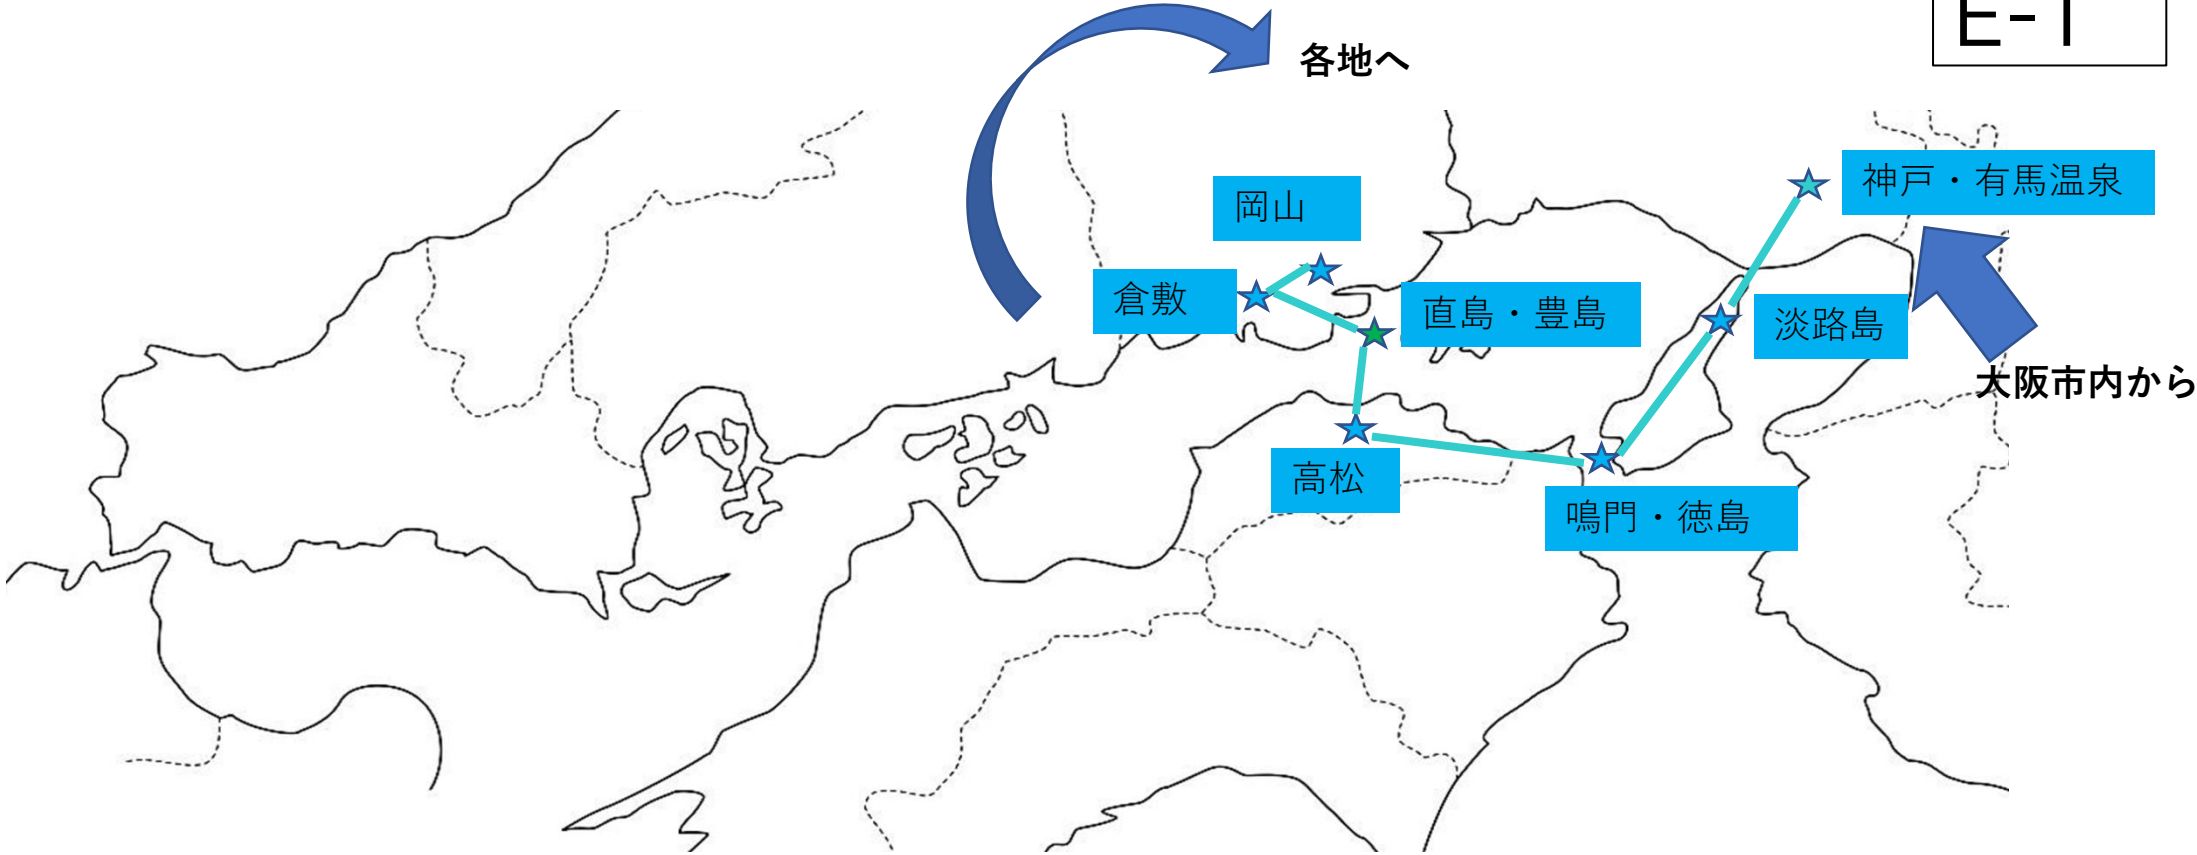 E-1
各地へ
神戸・有馬温泉
岡山
倉敷
直島・豊島
淡路島
大阪市内から
高松
鳴門・徳島